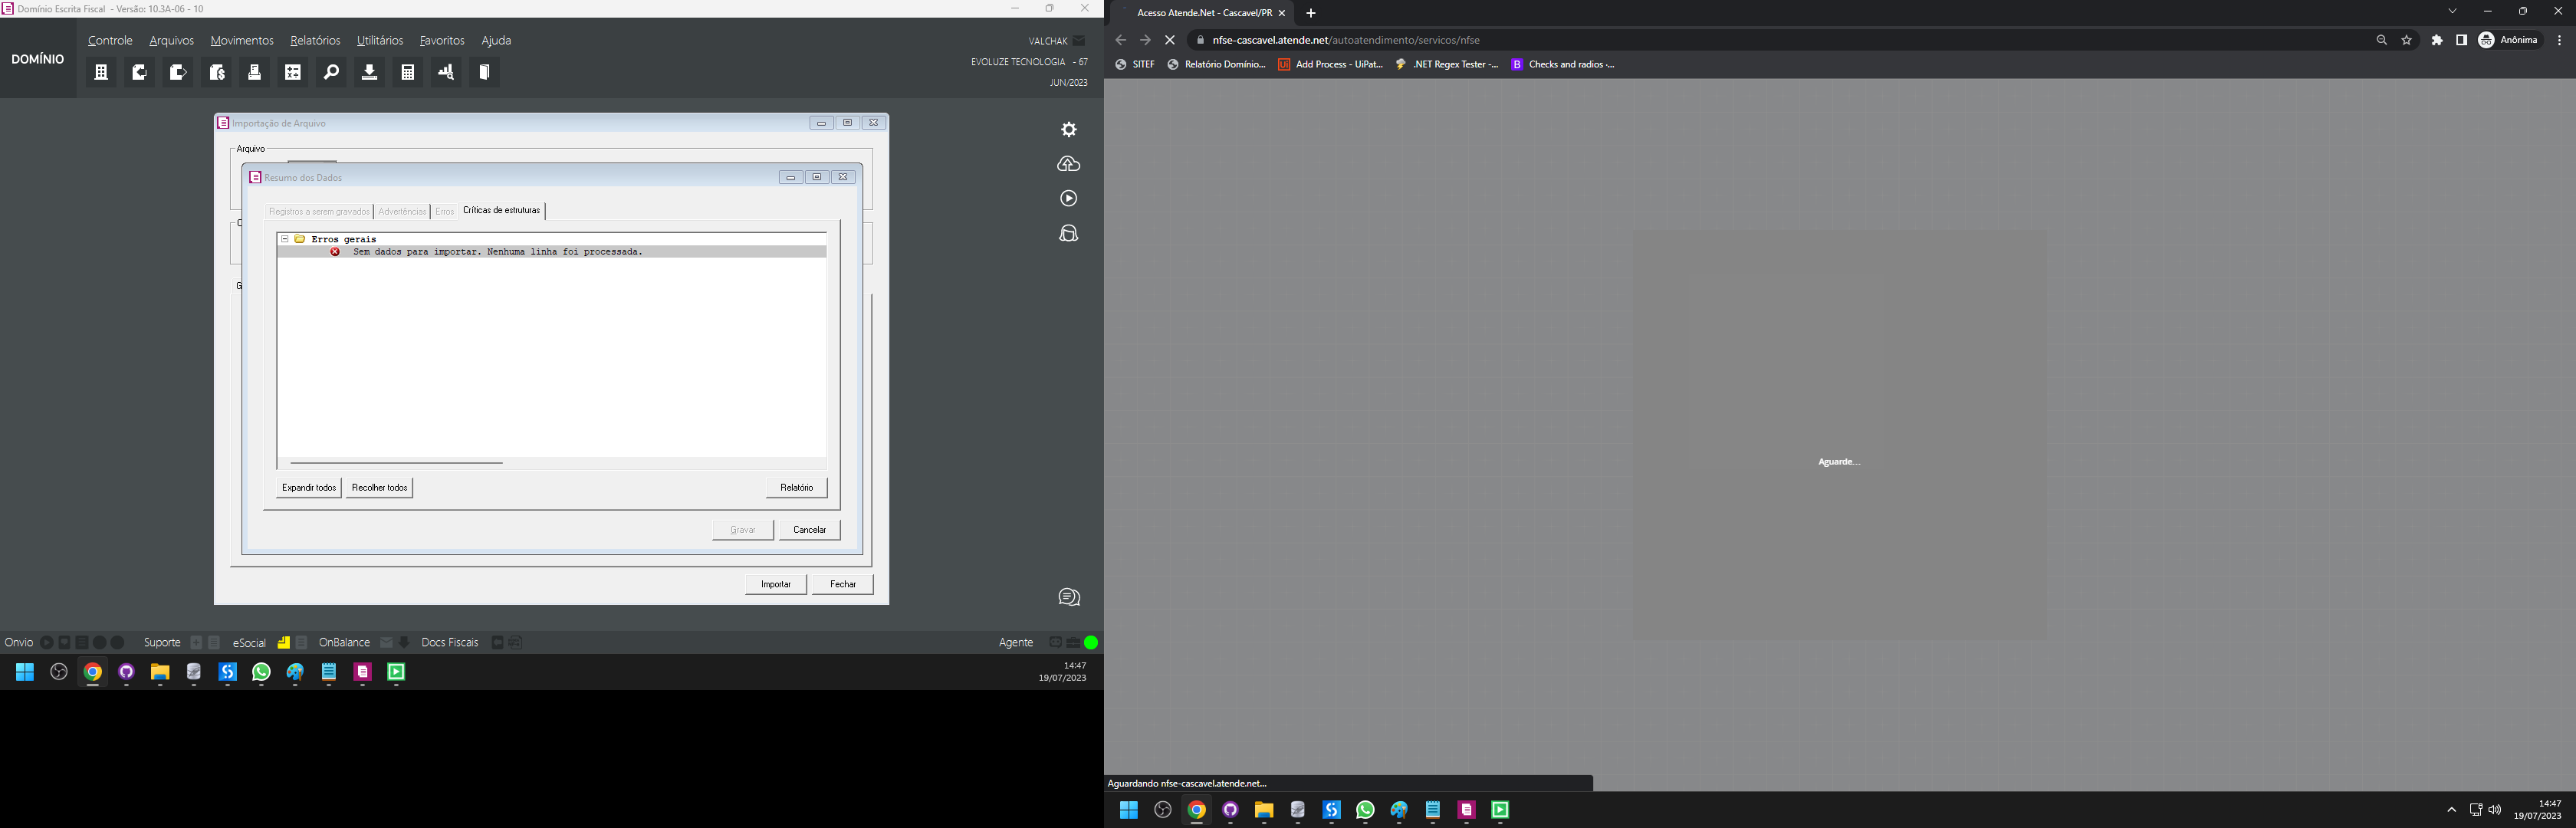 Domínio Escrita Fiscal - Versão: 10.3A-06 - 10
DOMÍNIO
Controle Arquivos Movimentos Relatórios Utilitários Favoritos Ajuda
VALCHAK
EVOLUZE TECNOLOGIA - 67
JUN/2023
Importação de Arquivo
Arquivo
Resumo dos Dados
Registros a serem gravados Advertências Erros Críticas de estruturas
Erros gerais
Sem dados para importar. Nenhuma linha foi processada.
Expandir todos Recolher todos Relatório
Gravar Cancelar
Importar Fechar
Onvio Suporte eSocial OnBalance Docs Fiscais Agente
14:47
19/07/2023
Acesso Atende.Net - Cascavel/PR
nfse-cascavel.atende.net/autoatendimento/servicos/nfse
Anônima
SITEF Relatório Domínio... Add Process - UiPat... .NET Regex Tester -... Checks and radios ·...
Aguarde...
Aguardando nfse-cascavel.atende.net...
14:47
19/07/2023